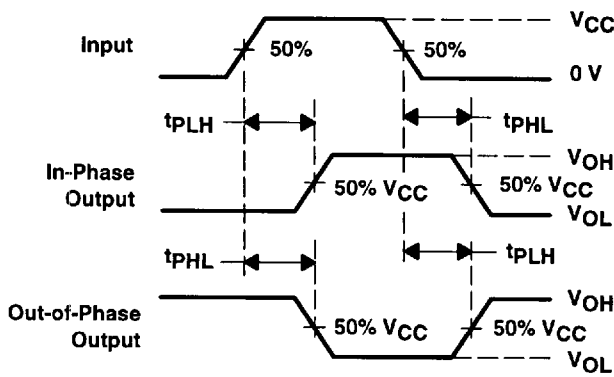 Input
50%
50%
VCC
0 V
tPLH
tPHL
In-Phase
Output
50% VCC
50%
VCC
VOH
VOL
tPHL
tPLH
Out-of-Phase
Output
50% VCC
50% VCC
VOH
VOL